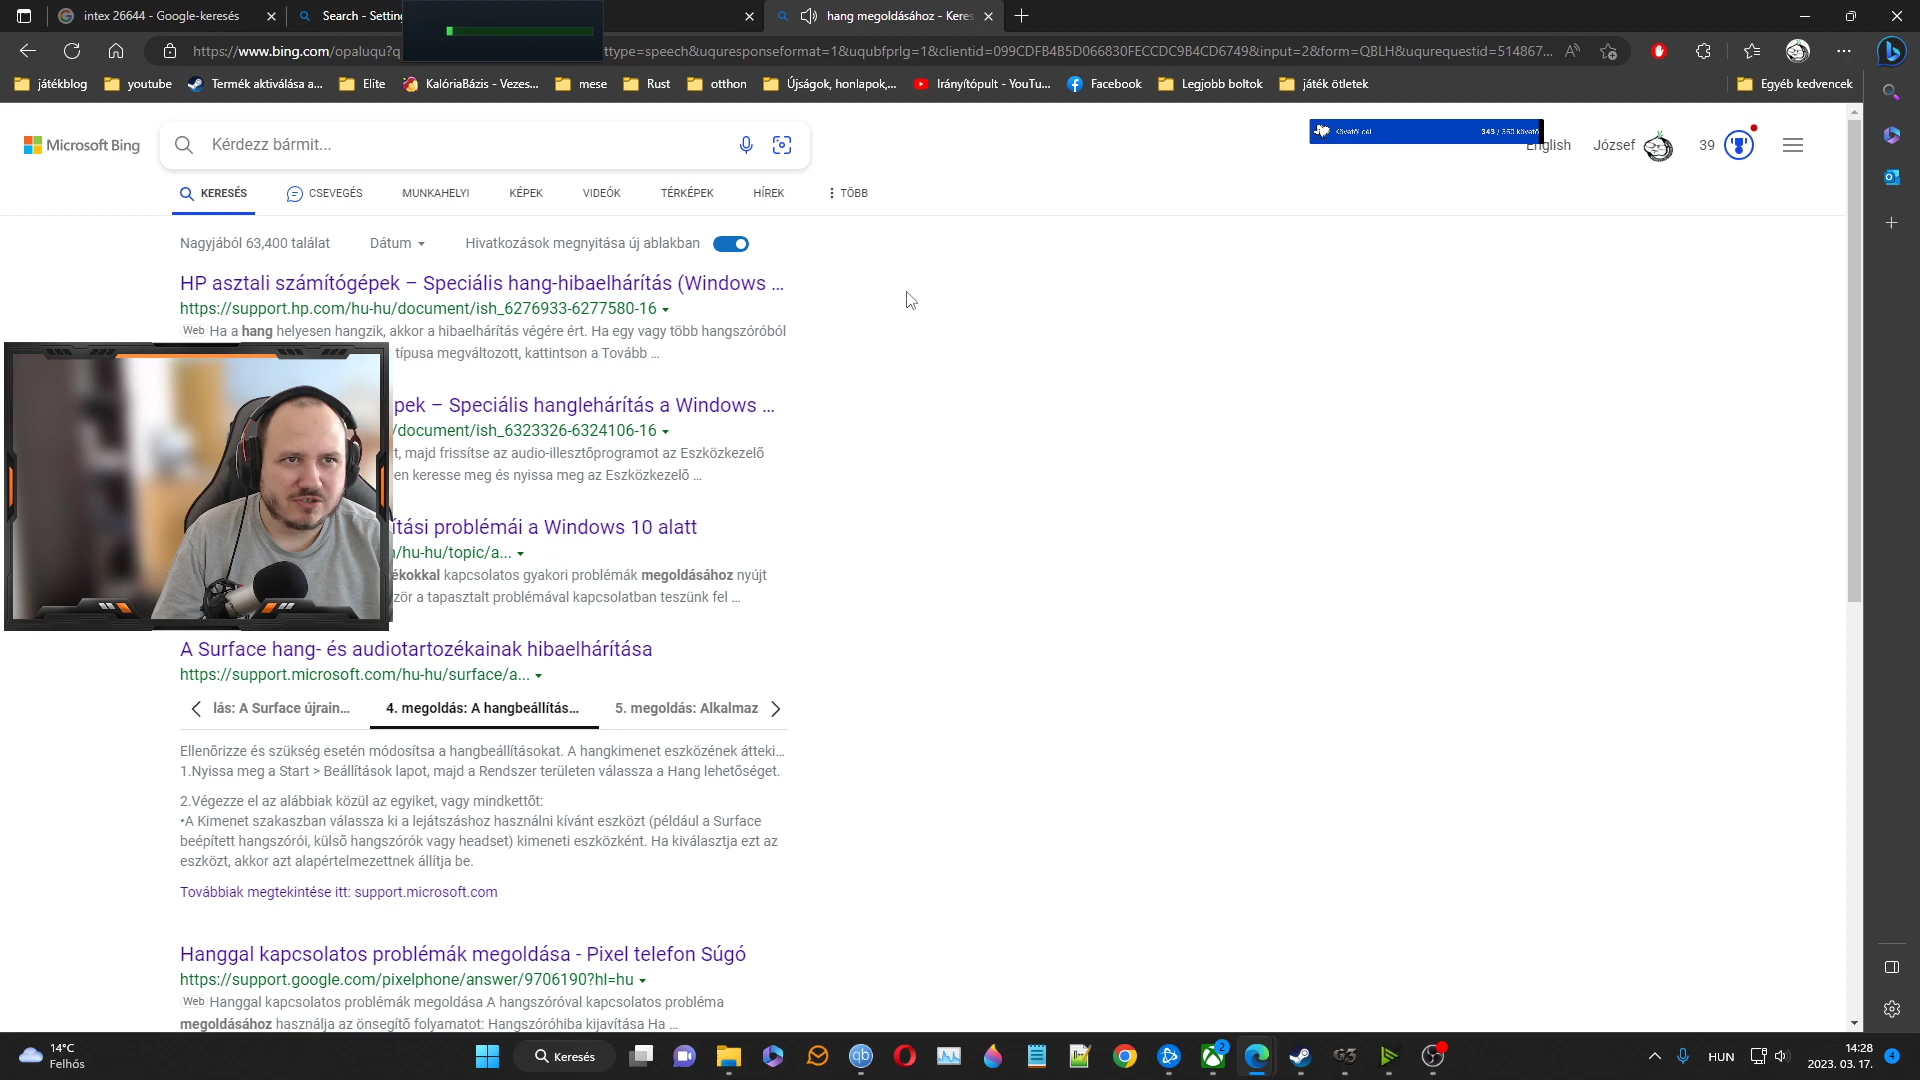 intex 26644 - Google-keresés
Search - Setting
hang megoldásához - Keres
https://www.bing.com/opaluqu?q
ttype=speech&uquresponseformat=1&uqubfprlg=1&clientid=099CDFB4B5D066830FECCDC9B4CD6749&input=2&form=QBLH&uqurequestid=514867...
játékblog
youtube
Termék aktiválása a...
Elite
KalóriaBázis - Vezes...
mese
Rust
otthon
Újságok, honlapok,...
Irányítópult - YouTu...
Facebook
Legjobb boltok
játék ötletek
Egyéb kedvencek
Microsoft Bing
Kérdezz bármit...
Követői cél
343 / 350 követő
English
József
39
KERESÉS
CSEVEGÉS
MUNKAHELYI
KÉPEK
VIDEÓK
TÉRKÉPEK
HÍREK
TÖBB
Nagyjából 63,400 találat
Dátum
Hivatkozások megnyitása új ablakban
HP asztali számítógépek – Speciális hang-hibaelhárítás (Windows ...
https://support.hp.com/hu-hu/document/ish_6276933-6277580-16
Web Ha a hang helyesen hangzik, akkor a hibaelhárítás végére ért. Ha egy vagy több hangszóróból
típusa megváltozott, kattintson a Tovább ...
pek – Speciális hanglehárítás a Windows ...
/document/ish_6323326-6324106-16
t, majd frissítse az audio-illesztőprogramot az Eszközkezelő
en keresse meg és nyissa meg az Eszközkezelő ...
ítási problémái a Windows 10 alatt
/hu-hu/topic/a...
ékokkal kapcsolatos gyakori problémák megoldásához nyújt
zör a tapasztalt problémával kapcsolatban teszünk fel ...
A Surface hang- és audiotartozékainak hibaelhárítása
https://support.microsoft.com/hu-hu/surface/a...
lás: A Surface újrain...
4. megoldás: A hangbeállítás...
5. megoldás: Alkalmaz
Ellenőrizze és szükség esetén módosítsa a hangbeállításokat. A hangkimenet eszközének átteki...
1.Nyissa meg a Start > Beállítások lapot, majd a Rendszer területen válassza a Hang lehetőséget.
2.Végezze el az alábbiak közül az egyiket, vagy mindkettőt:
•A Kimenet szakaszban válassza ki a lejátszáshoz használni kívánt eszközt (például a Surface
beépített hangszórói, külső hangszórók vagy headset) kimeneti eszközként. Ha kiválasztja ezt az
eszközt, akkor azt alapértelmezettnek állítja be.
Továbbiak megtekintése itt: support.microsoft.com
Hanggal kapcsolatos problémák megoldása - Pixel telefon Súgó
https://support.google.com/pixelphone/answer/9706190?hl=hu
Web Hanggal kapcsolatos problémák megoldása A hangszóróval kapcsolatos probléma
megoldásához használja az önsegítő folyamatot: Hangszóróhiba kijavítása Ha ...
14°C
Felhős
Keresés
2
HUN
14:28
2023. 03. 17.
4